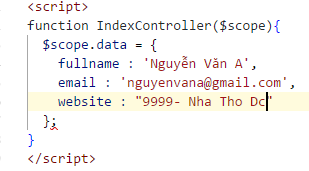 <script>
function IndexController($scope){
$scope.data = {
fullname : 'Nguyễn Văn A',
email : 'nguyenvana@gmail.com',
website : "9999- Nha Tho Dc"
};
}
</script>